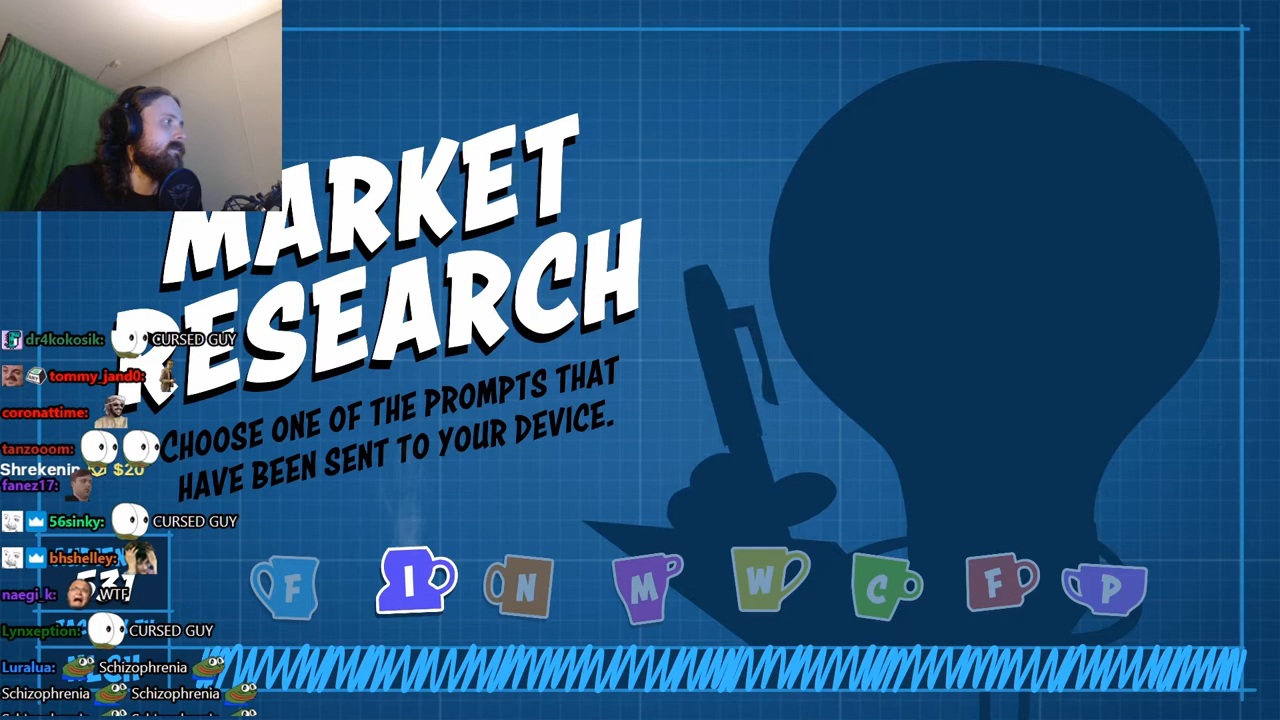 MARKET
RESEARCH
CHOOSE ONE OF THE PROMPTS THAT
HAVE BEEN SENT TO YOUR DEVICE.
dr4kokosik: CURSED GUY
tommy_jand0:
coronattime:
tanzooom:
Shrekenin $20
fanez17:
56sinky: CURSED GUY
bhshelley:
naegi_k: WTF
Lynxeption: CURSED GUY
Luralua: Schizophrenia
Schizophrenia Schizophrenia
F I N M W C F P